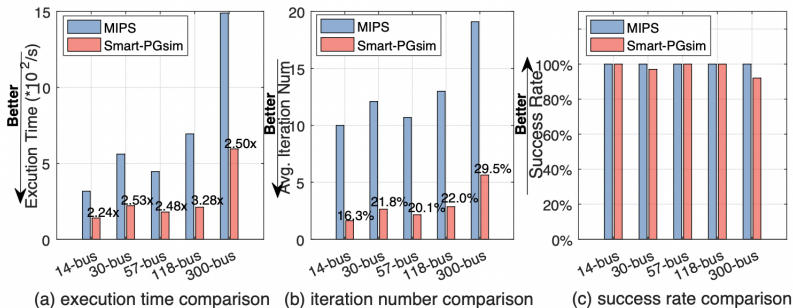 15
10
5
0
Better
Excution Time (*10^-2/s)
MIPS
Smart-PGsim
2.24x
2.53x
2.48x
3.28x
2.50x
14-bus
30-bus
57-bus
118-bus
300-bus
(a) execution time comparison
20
15
10
5
0
Better
Avg. Iteration Num
MIPS
Smart-PGsim
16.3%
21.8%
20.1%
22.0%
29.5%
14-bus
30-bus
57-bus
118-bus
300-bus
(b) iteration number comparison
100%
80%
60%
40%
20%
0%
Better
Success Rate
MIPS
Smart-PGsim
14-bus
30-bus
57-bus
118-bus
300-bus
(c) success rate comparison